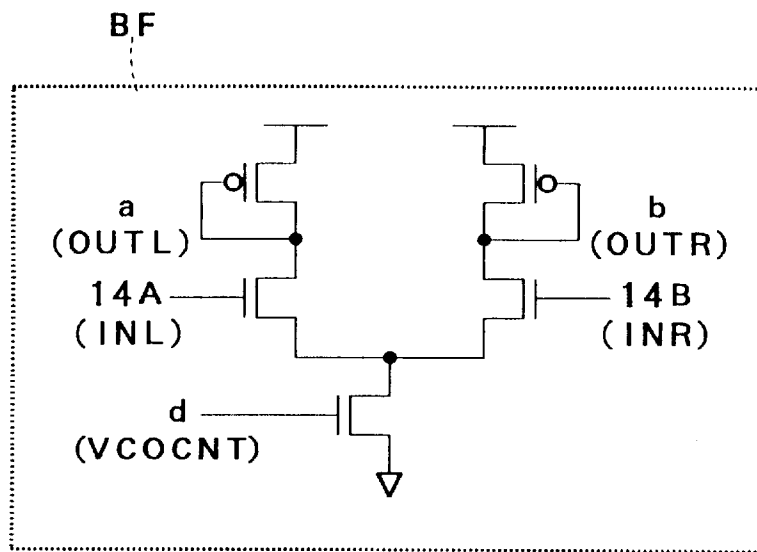 BF
a
(OUTL)
b
(OUTR)
14A
(INL)
14B
(INR)
d
(VCOCNT)